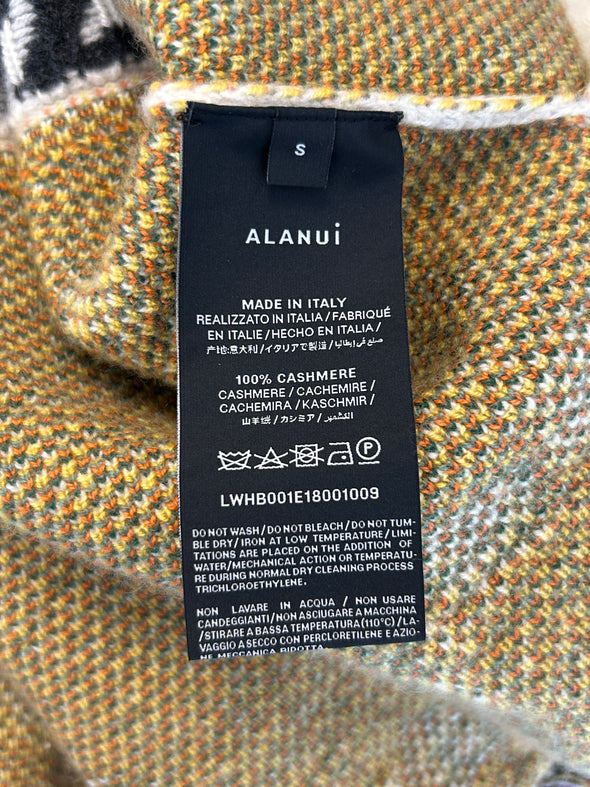 S
ALANUi
MADE IN ITALY
REALIZZATO IN ITALIA / FABRIQUÉ
EN ITALIE / HECHO EN ITALIA /
产地:意大利 / イタリアで製造 / صنع في إيطاليا /
100% CASHMERE
CASHMERE / CACHEMIRE /
CACHEMIRA / KASCHMIR /
山羊绒 / カシミア / الكشمير /
LWHB001E18001009
DO NOT WASH / DO NOT BLEACH / DO NOT TUM-
BLE DRY / IRON AT LOW TEMPERATURE / LIMI-
TATIONS ARE PLACED ON THE ADDITION OF
WATER/MECHANICAL ACTION OR TEMPERATU-
RE DURING NORMAL DRY CLEANING PROCESS
TRICHLOROETHYLENE.
NON LAVARE IN ACQUA / NON USARE
CANDEGGIANTI / NON ASCIUGARE A MACCHINA
/ STIRARE A BASSA TEMPERATURA (110°C) / LA-
VAGGIO A SECCO CON PERCLORETILENE E AZIO-
NE MECCANICA RIDOTTA